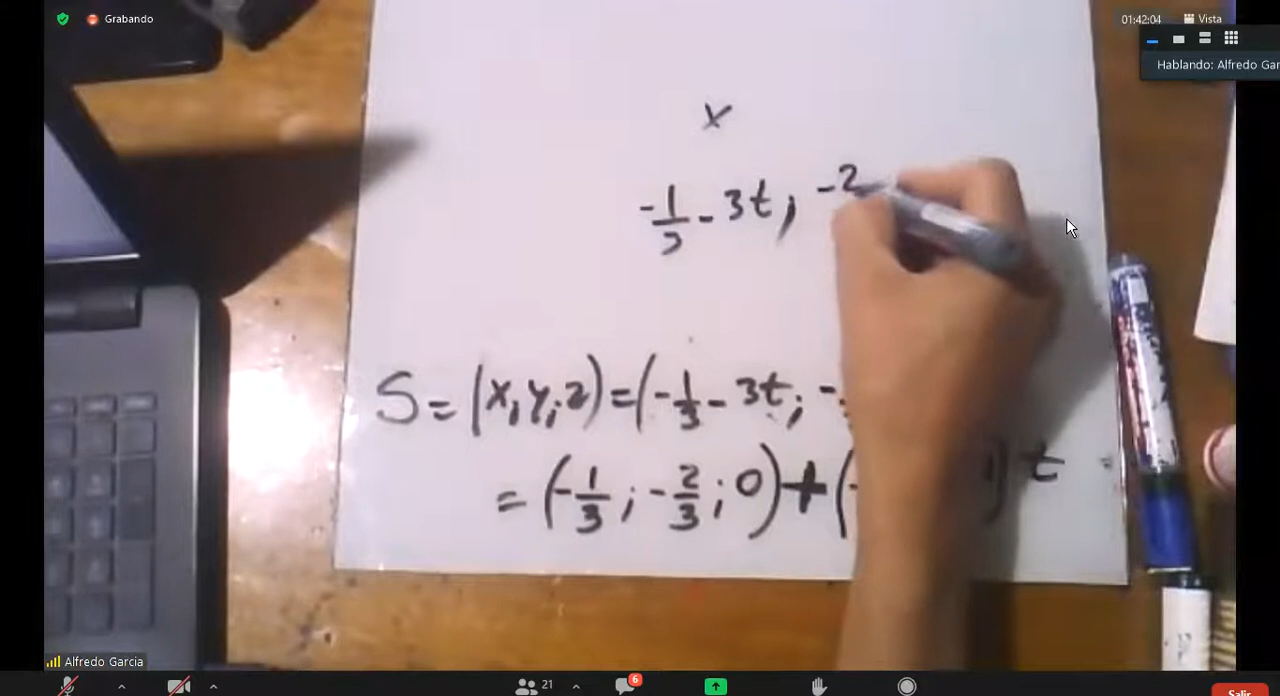 Grabando
01:42:04
Vista
Hablando: Alfredo Gar
x
-1/3 - 3t; -2
S = (x, y, z) = (-1/3 - 3t; -
= (-1/3; -2/3; 0) + ( ) t
Alfredo Garcia
21
6
Salir